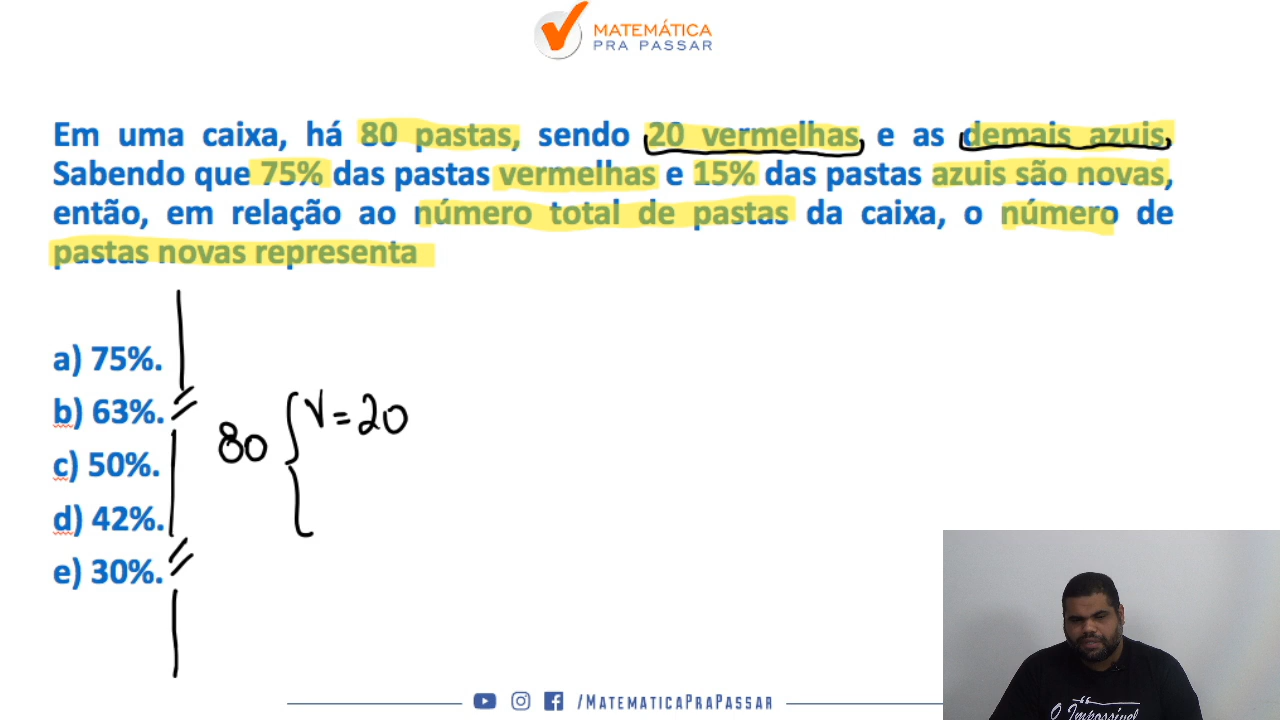 MATEMÁTICA
PRA PASSAR
Em uma caixa, há 80 pastas, sendo 20 vermelhas, e as demais azuis.
Sabendo que 75% das pastas vermelhas e 15% das pastas azuis são novas,
então, em relação ao número total de pastas da caixa, o número de
pastas novas representa
a) 75%.
b) 63%.
c) 50%.
d) 42%.
e) 30%.
80 { V = 20
/MATEMATICAPRAPASSAR
“
O Impossível